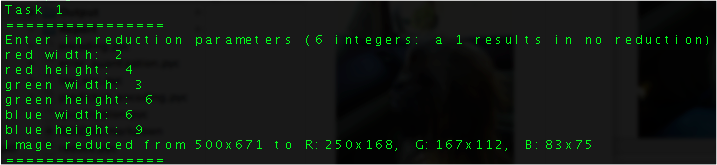 Task 1
================
Enter in reduction parameters (6 integers: a 1 results in no reduction)
red width: 2
red height: 4
green width: 3
green height: 6
blue width: 6
blue height: 9
Image reduced from 500x671 to R:250x168, G:167x112, B:83x75
================